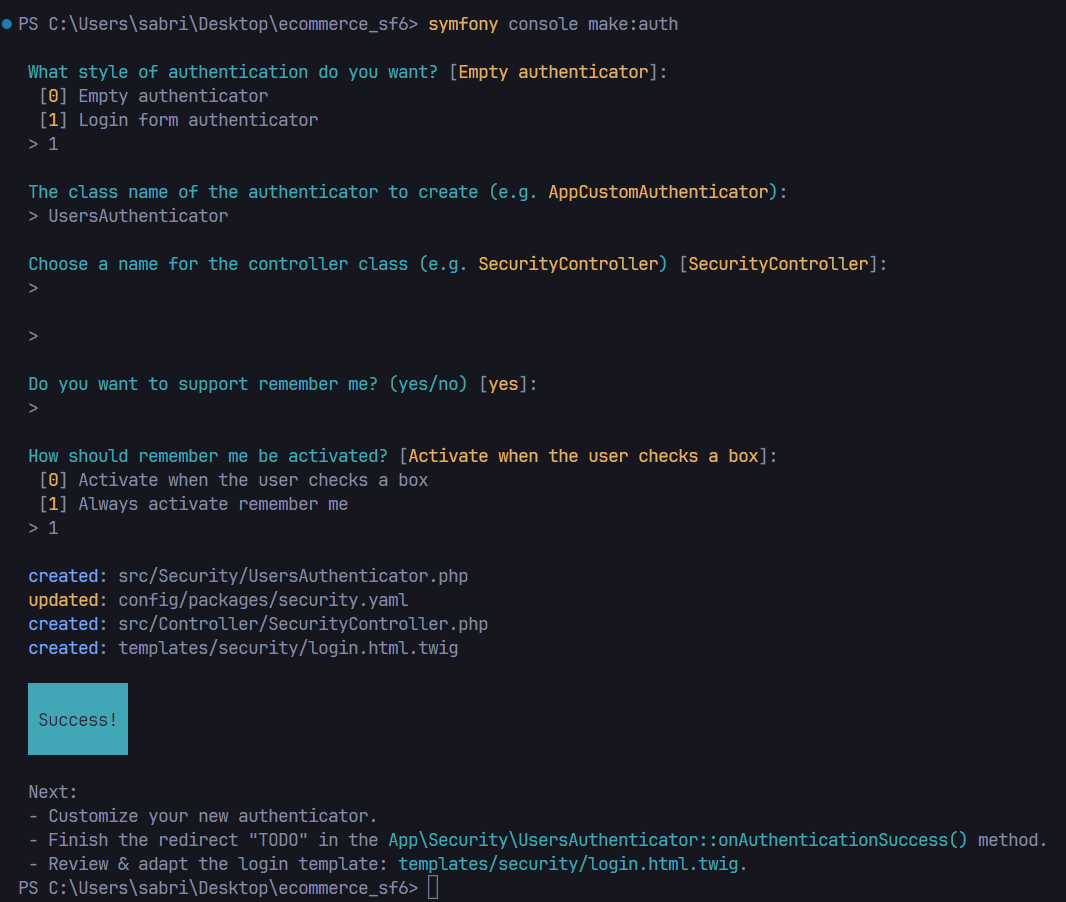 PS C:\Users\sabri\Desktop\ecommerce_sf6> symfony console make:auth
What style of authentication do you want? [Empty authenticator]:
[0] Empty authenticator
[1] Login form authenticator
> 1
The class name of the authenticator to create (e.g. AppCustomAuthenticator):
> UsersAuthenticator
Choose a name for the controller class (e.g. SecurityController) [SecurityController]:
>
>
Do you want to support remember me? (yes/no) [yes]:
>
How should remember me be activated? [Activate when the user checks a box]:
[0] Activate when the user checks a box
[1] Always activate remember me
> 1
created: src/Security/UsersAuthenticator.php
updated: config/packages/security.yaml
created: src/Controller/SecurityController.php
created: templates/security/login.html.twig
Success!
Next:
- Customize your new authenticator.
- Finish the redirect "TODO" in the App\Security\UsersAuthenticator::onAuthenticationSuccess() method.
- Review & adapt the login template: templates/security/login.html.twig.
PS C:\Users\sabri\Desktop\ecommerce_sf6>